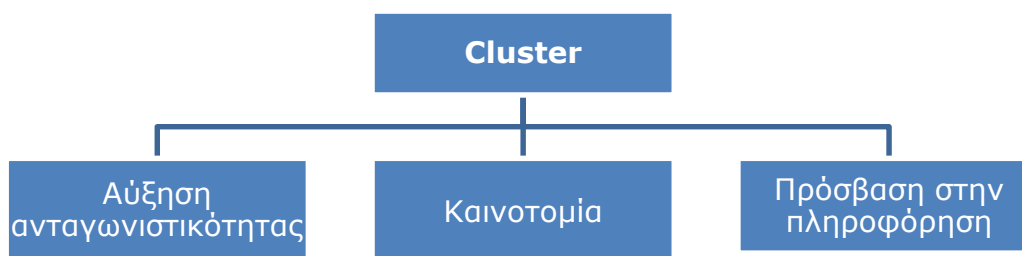 Cluster
Αύξηση
ανταγωνιστικότητας
Καινοτομία
Πρόσβαση στην
πληροφόρηση